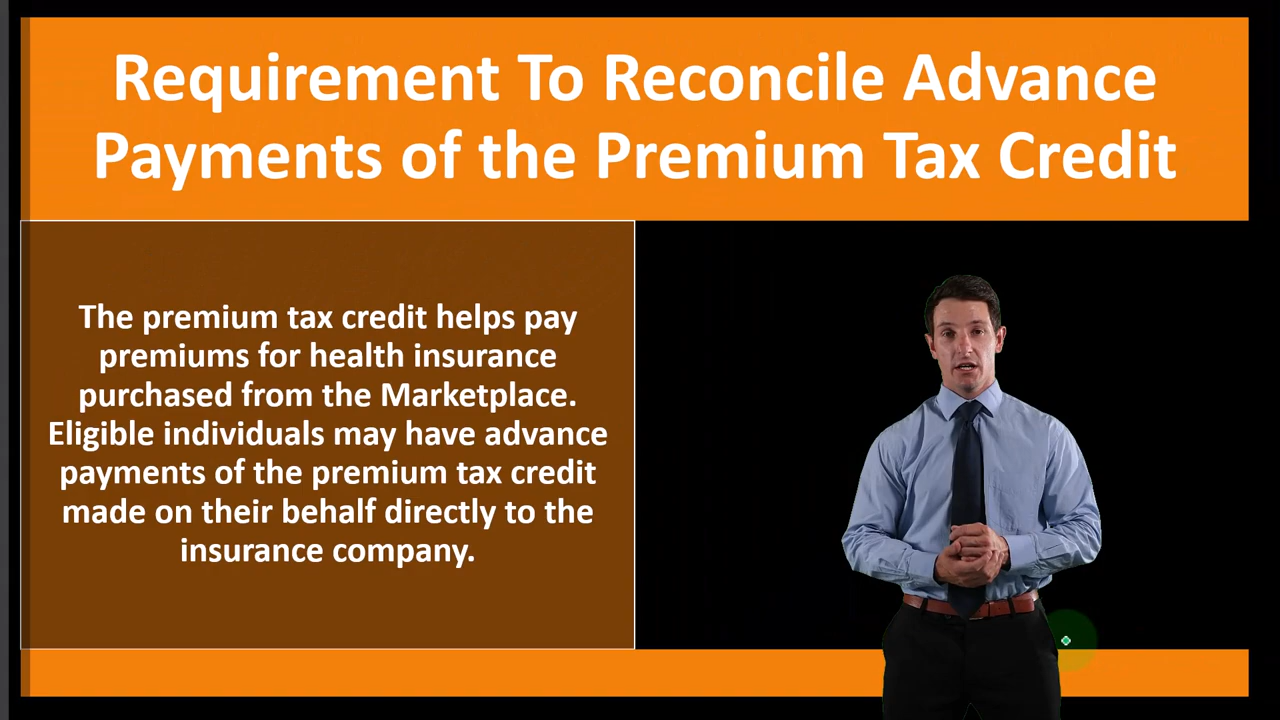 Requirement To Reconcile Advance
Payments of the Premium Tax Credit
The premium tax credit helps pay
premiums for health insurance
purchased from the Marketplace.
Eligible individuals may have advance
payments of the premium tax credit
made on their behalf directly to the
insurance company.